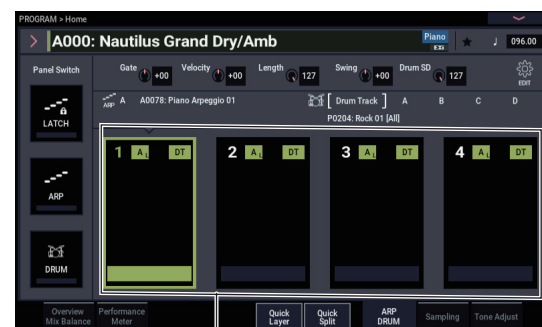 PROGRAM > Home
A000: Nautilus Grand Dry/Amb
Piano
EXi
♩ 096.00
Panel Switch
Gate +00 Velocity +00 Length 127 Swing +00 Drum SD 127
EDIT
ARP A A0078: Piano Arpeggio 01
[ Drum Track ] A B C D
P0204: Rock 01 [All]
LATCH
ARP
DRUM
1 A L DT
2 A L DT
3 A L DT
4 A L DT
Overview
Mix Balance
Performance
Meter
Quick
Layer
Quick
Split
ARP
DRUM
Sampling
Tone Adjust